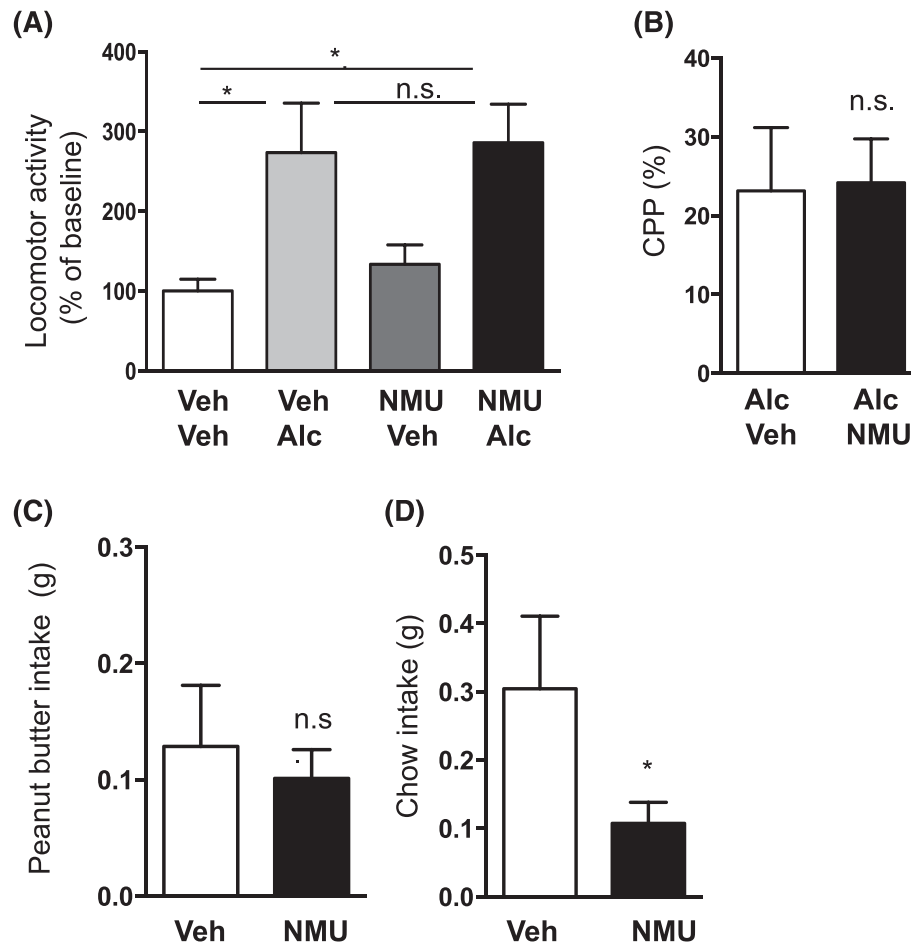 (A)
Locomotor activity
(% of baseline)
400
300
200
100
0
*
*
n.s.
Veh Veh NMU NMU
Veh Alc Veh Alc
(B)
CPP (%)
40
30
20
10
0
n.s.
Alc Alc
Veh NMU
(C)
Peanut butter intake (g)
0.3
0.2
0.1
0.0
n.s
Veh NMU
(D)
Chow intake (g)
0.5
0.4
0.3
0.2
0.1
0.0
*
Veh NMU